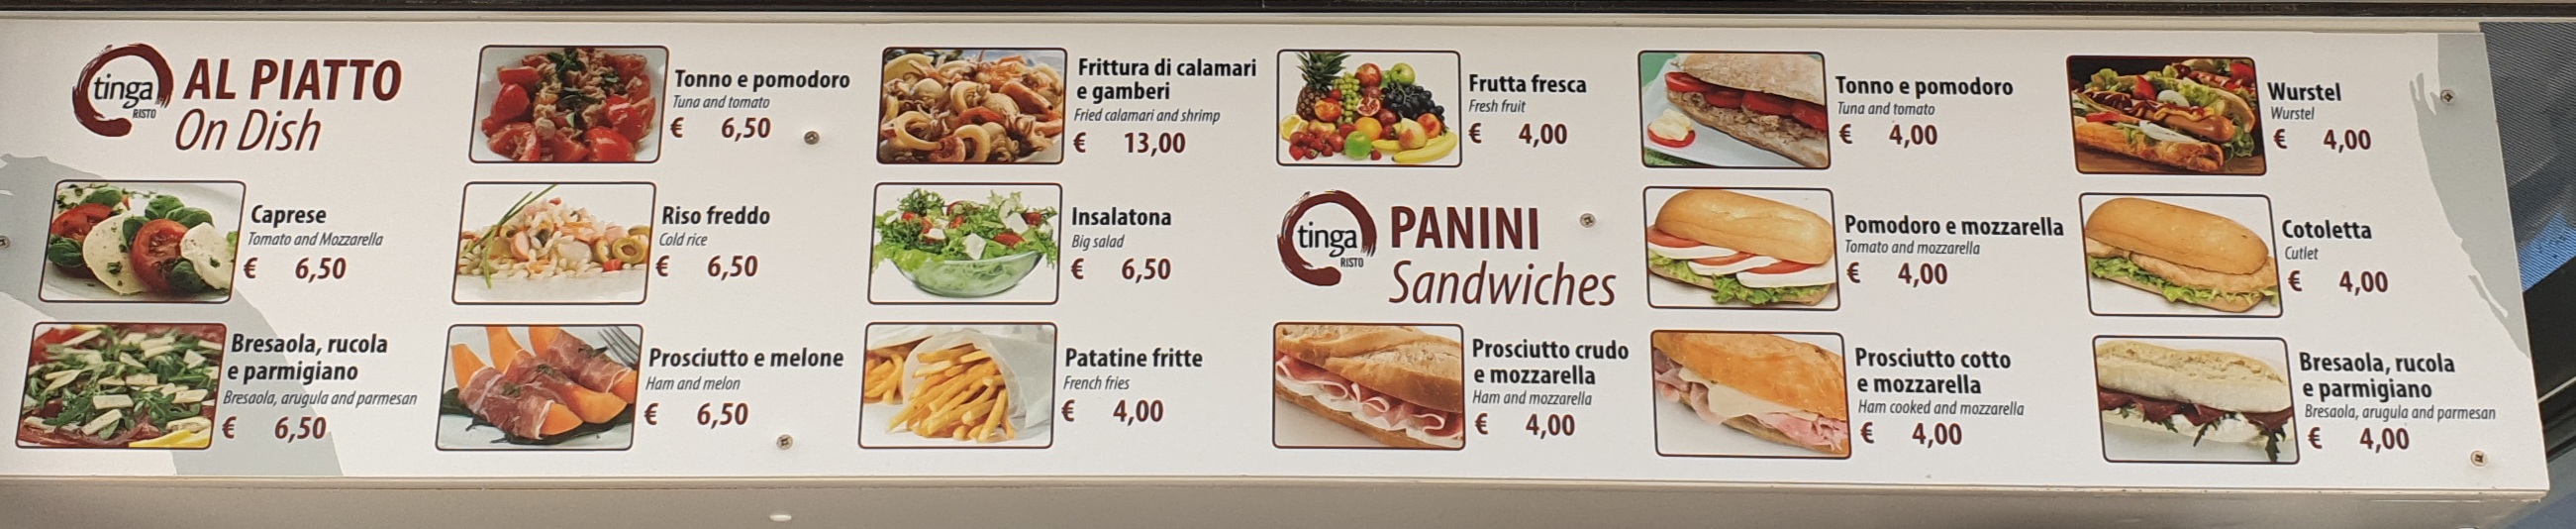 tinga
RISTO
AL PIATTO
On Dish
Caprese
Tomato and Mozzarella
€ 6,50
Bresaola, rucola
e parmigiano
Bresaola, arugula and parmesan
€ 6,50
Tonno e pomodoro
Tuna and tomato
€ 6,50
Riso freddo
Cold rice
€ 6,50
Prosciutto e melone
Ham and melon
€ 6,50
Frittura di calamari
e gamberi
Fried calamari and shrimp
€ 13,00
Insalatona
Big salad
€ 6,50
Patatine fritte
French fries
€ 4,00
Frutta fresca
Fresh fruit
€ 4,00
tinga
RISTO
PANINI
Sandwiches
Prosciutto crudo
e mozzarella
Ham and mozzarella
€ 4,00
Tonno e pomodoro
Tuna and tomato
€ 4,00
Pomodoro e mozzarella
Tomato and mozzarella
€ 4,00
Prosciutto cotto
e mozzarella
Ham cooked and mozzarella
€ 4,00
Wurstel
Wurstel
€ 4,00
Cotoletta
Cutlet
€ 4,00
Bresaola, rucola
e parmigiano
Bresaola, arugula and parmesan
€ 4,00